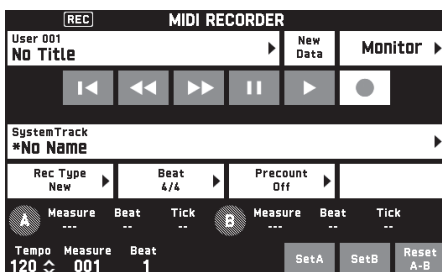 REC MIDI RECORDER
User 001
No Title
New Data
Monitor
SystemTrack
*No Name
Rec Type
New
Beat
4/4
Precount
Off
A Measure Beat Tick B Measure Beat Tick
--- -- -- --- -- --
Tempo Measure Beat
120 001 1
SetA SetB Reset A-B